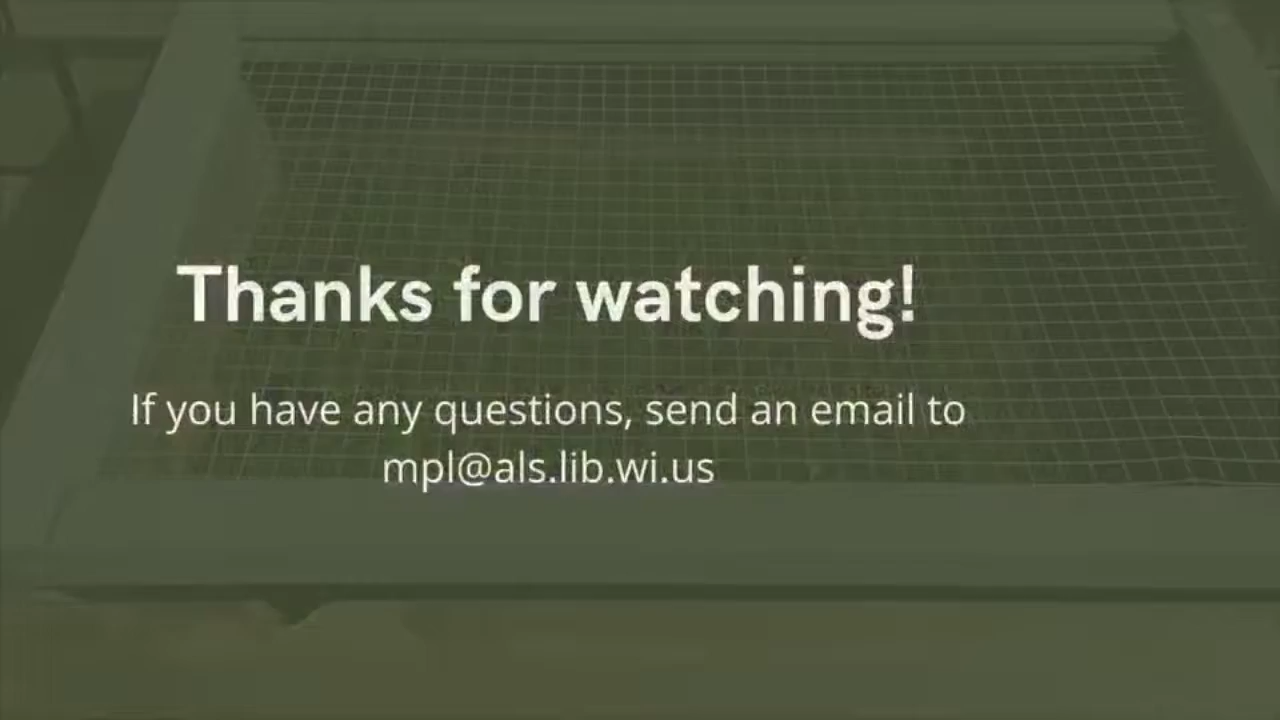 Thanks for watching!
If you have any questions, send an email to
mpl@als.lib.wi.us